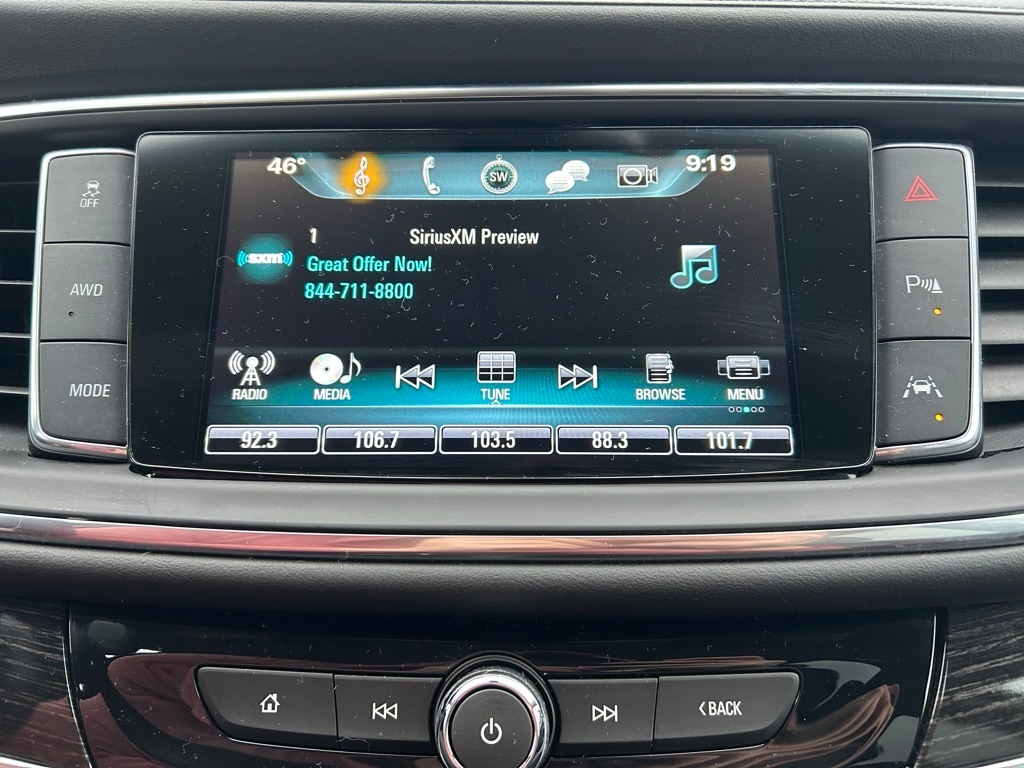 46° SW 9:19
1 SiriusXM Preview
sxm
Great Offer Now!
844-711-8800
RADIO MEDIA TUNE BROWSE MENU
92.3 106.7 103.5 88.3 101.7
OFF
AWD
MODE
P
BACK